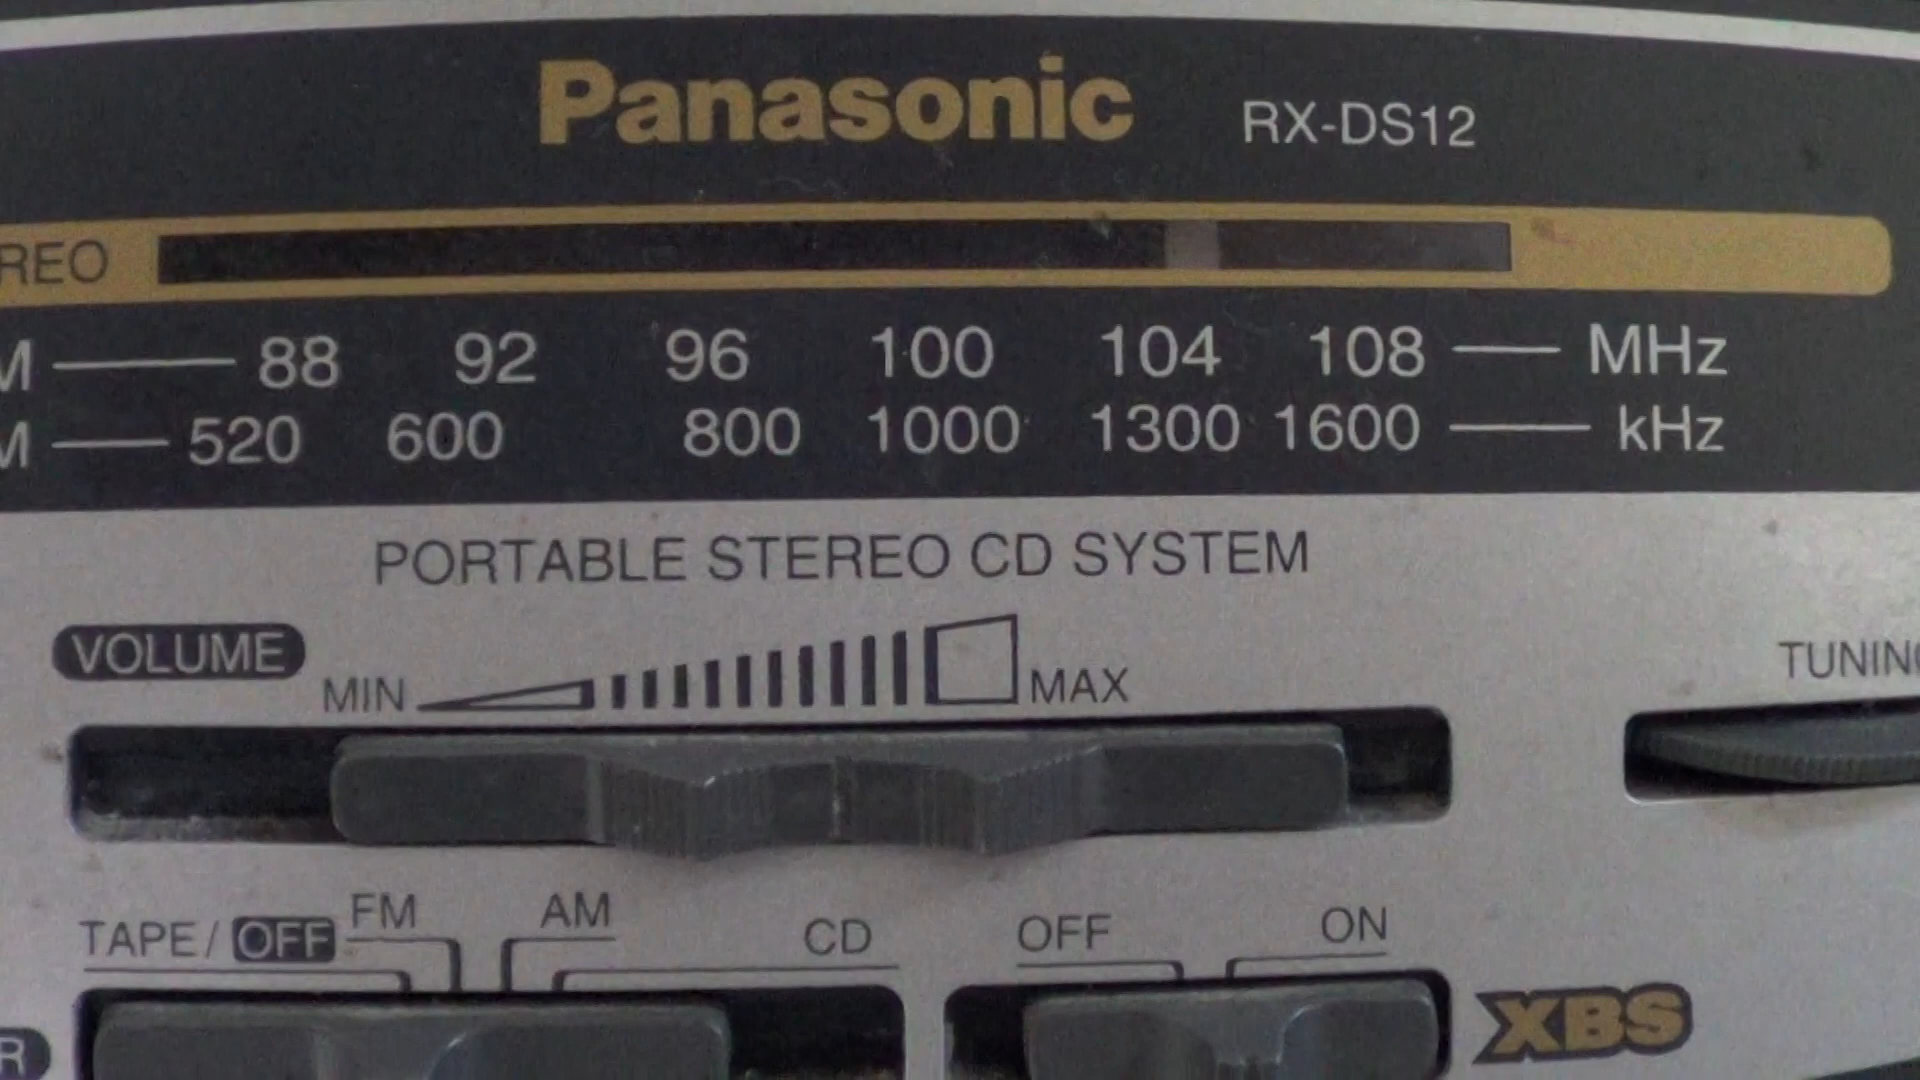 Panasonic RX-DS12
REO
M 88 92 96 100 104 108 MHz
M 520 600 800 1000 1300 1600 kHz
PORTABLE STEREO CD SYSTEM
VOLUME
MIN MAX
TUNING
TAPE/OFF FM AM CD OFF ON
XBS
R